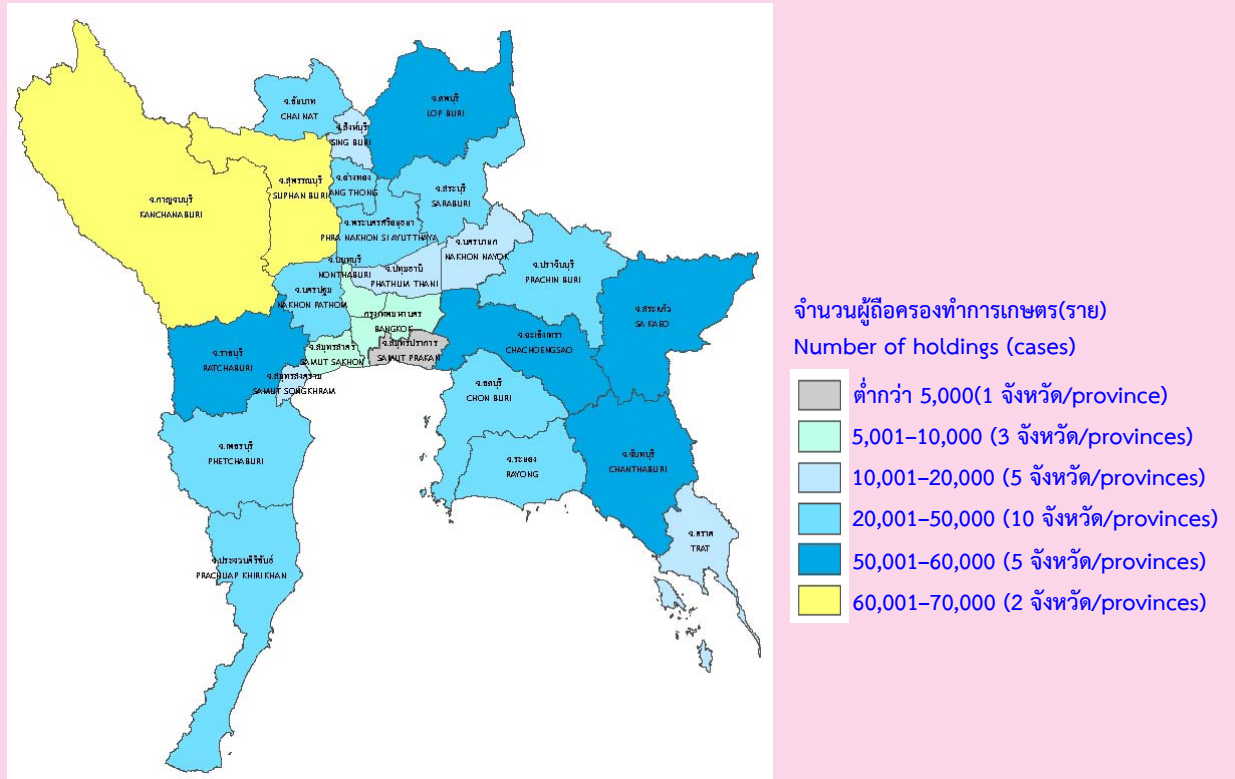 จ.ชัยนาท
CHAI NAT
จ.ลพบุรี
LOP BURI
จ.สิงห์บุรี
SING BURI
จ.สุพรรณบุรี
SUPHAN BURI
จ.อ่างทอง
ANG THONG
จ.สระบุรี
SARABURI
จ.กาญจนบุรี
KANCHANABURI
จ.พระนครศรีอยุธยา
PHRA NAKHON SI AYUTTHAYA
จ.นครนายก
NAKHON NAYOK
จ.นนทบุรี
NONTHABURI
จ.ปทุมธานี
PHATHUM THANI
จ.ปราจีนบุรี
PRACHIN BURI
จ.นครปฐม
NAKHON PATHOM
กรุงเทพมหานคร
BANGKOK
จ.สระแก้ว
SA KAEO
จ.ราชบุรี
RATCHABURI
จ.สมุทรสาคร
SAMUT SAKHON
จ.สมุทรปราการ
SAMUT PRAKAN
จ.ฉะเชิงเทรา
CHACHOENGSAO
จ.สมุทรสงคราม
SAMUT SONGKHRAM
จ.ชลบุรี
CHON BURI
จ.เพชรบุรี
PHETCHABURI
จ.ระยอง
RAYONG
จ.จันทบุรี
CHANTHABURI
จ.ตราด
TRAT
จ.ประจวบคีรีขันธ์
PRACHUAP KHIRI KHAN
จำนวนผู้ถือครองทำการเกษตร(ราย)
Number of holdings (cases)
ต่ำกว่า 5,000(1 จังหวัด/province)
5,001–10,000 (3 จังหวัด/provinces)
10,001–20,000 (5 จังหวัด/provinces)
20,001–50,000 (10 จังหวัด/provinces)
50,001–60,000 (5 จังหวัด/provinces)
60,001–70,000 (2 จังหวัด/provinces)